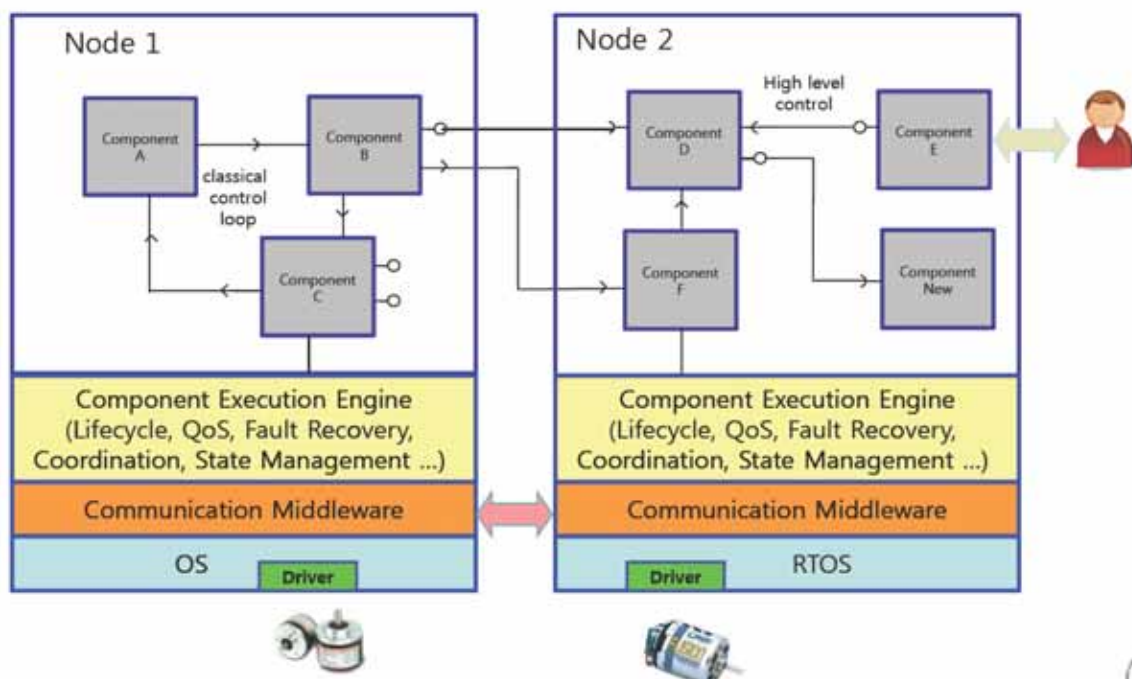 Node 1
Component
A
Component
B
classical
control
loop
Component
C
Component Execution Engine
(Lifecycle, QoS, Fault Recovery,
Coordination, State Management ...)
Communication Middleware
OS
Driver
Node 2
High level
control
Component
D
Component
E
Component
F
Component
New
Component Execution Engine
(Lifecycle, QoS, Fault Recovery,
Coordination, State Management ...)
Communication Middleware
RTOS
Driver